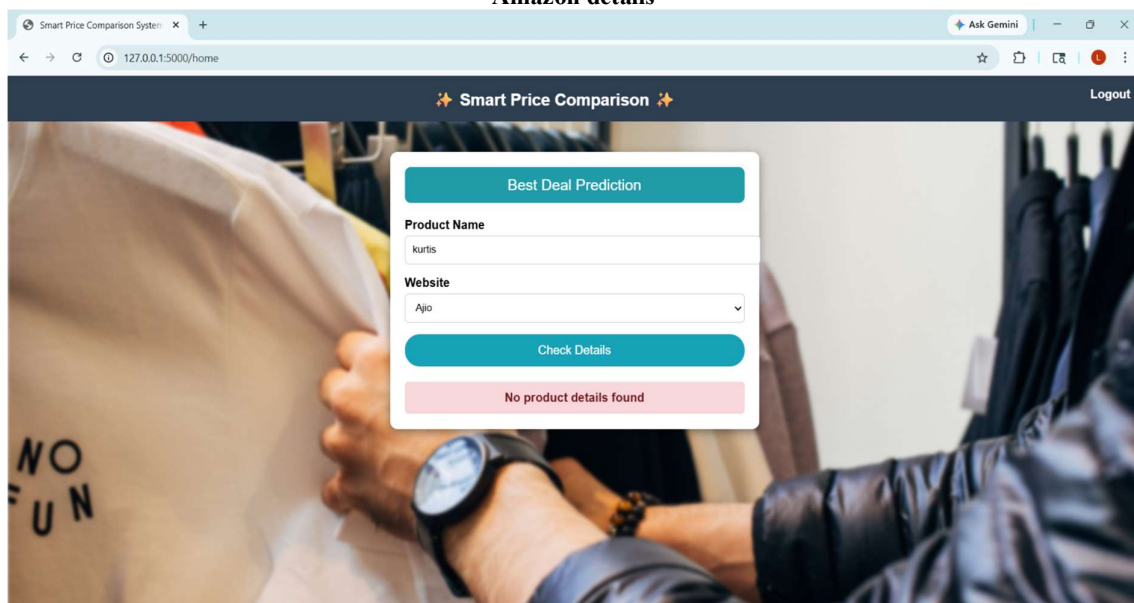 Amazon details
Smart Price Comparison System
Ask Gemini
127.0.0.1:5000/home
L
✨ Smart Price Comparison ✨
Logout
Best Deal Prediction
Product Name
kurtis
Website
Ajio
Check Details
No product details found
NO
FUN